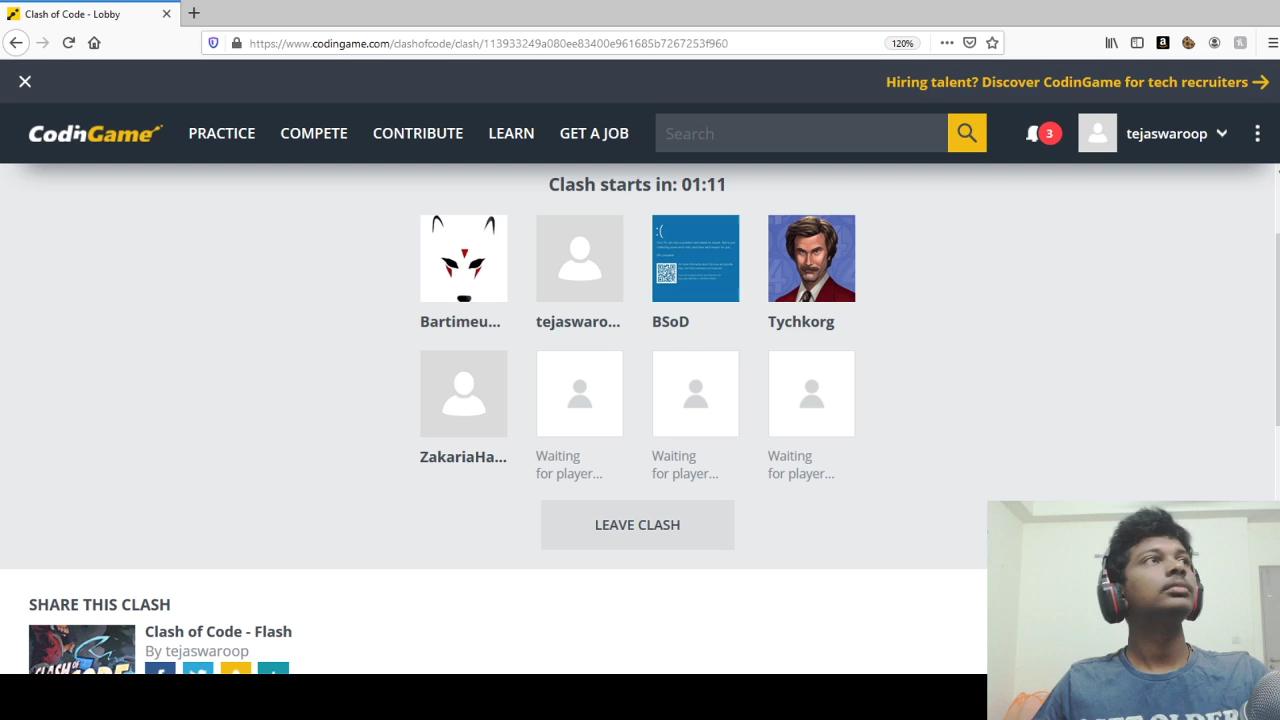 Clash of Code - Lobby
https://www.codingame.com/clashofcode/clash/113933249a080ee83400e961685b7267253f960
120%
Hiring talent? Discover CodinGame for tech recruiters
CodinGame
PRACTICE
COMPETE
CONTRIBUTE
LEARN
GET A JOB
Search
3
tejaswaroop
Clash starts in: 01:11
:(
Bartimeu...
tejaswaro...
BSoD
Tychkorg
ZakariaHa...
Waiting
for player...
Waiting
for player...
Waiting
for player...
LEAVE CLASH
SHARE THIS CLASH
CLASH OF
CODE
Clash of Code - Flash
By tejaswaroop